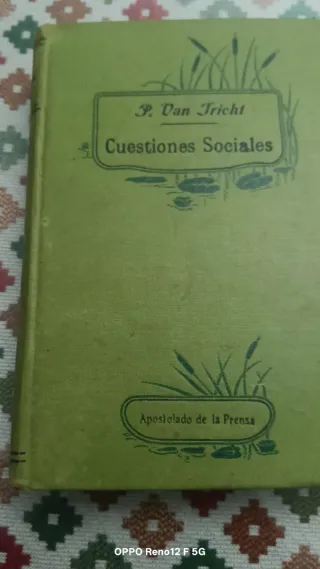 P. Van Tricht
Cuestiones Sociales
Apostolado de la Prensa
OPPO Reno12 F 5G